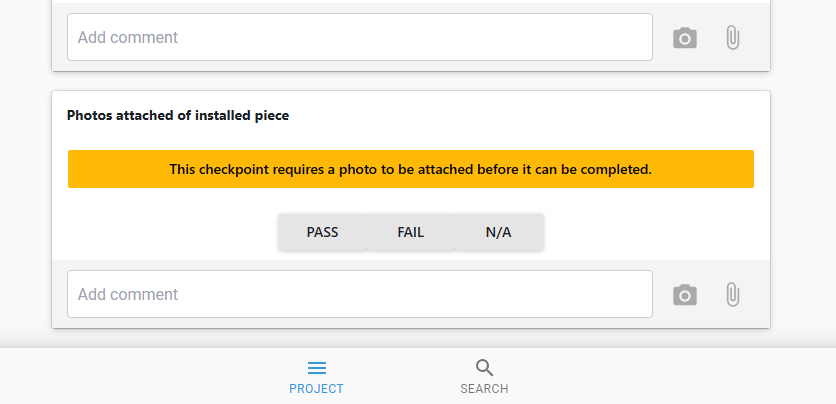 Add comment
Photos attached of installed piece
This checkpoint requires a photo to be attached before it can be completed.
PASS FAIL N/A
Add comment
PROJECT SEARCH